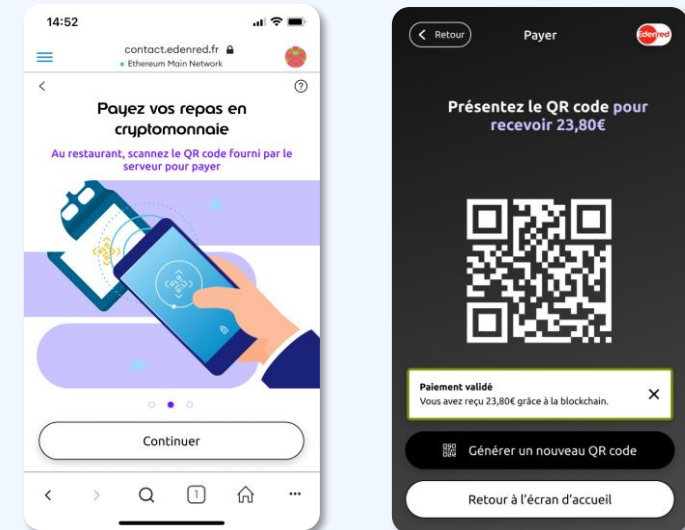 14:52
contact.edenred.fr
Ethereum Main Network
Payez vos repas en
cryptomonnaie
Au restaurant, scannez le QR code fourni par le
serveur pour payer
Continuer
1
Retour
Payer
Edenred
Présentez le QR code pour
recevoir 23,80€
Paiement validé
Vous avez reçu 23,80€ grâce à la blockchain.
Générer un nouveau QR code
Retour à l'écran d'accueil